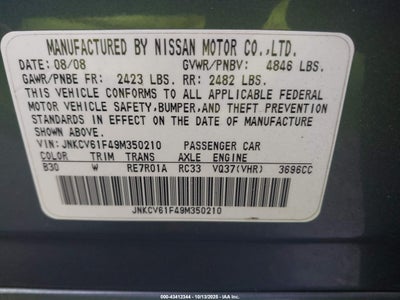 MANUFACTURED BY NISSAN MOTOR CO.,LTD.
DATE: 08/08 GVWR/PNBV: 4846 LBS.
GAWR/PNBE FR: 2423 LBS. RR: 2482 LBS.
THIS VEHICLE CONFORMS TO ALL APPLICABLE FEDERAL
MOTOR VEHICLE SAFETY,BUMPER,AND THEFT PREVENTION
STANDARDS IN EFFECT ON THE DATE OF MANUFACTURE
SHOWN ABOVE.
VIN: JNKCV61F49M350210 PASSENGER CAR
COLOR TRIM TRANS AXLE ENGINE
B30 W RE7R01A RC33 VQ37(VHR) 3696CC
JNKCV61F49M350210
000-43412344 - 10/13/2025 - IAA Inc.